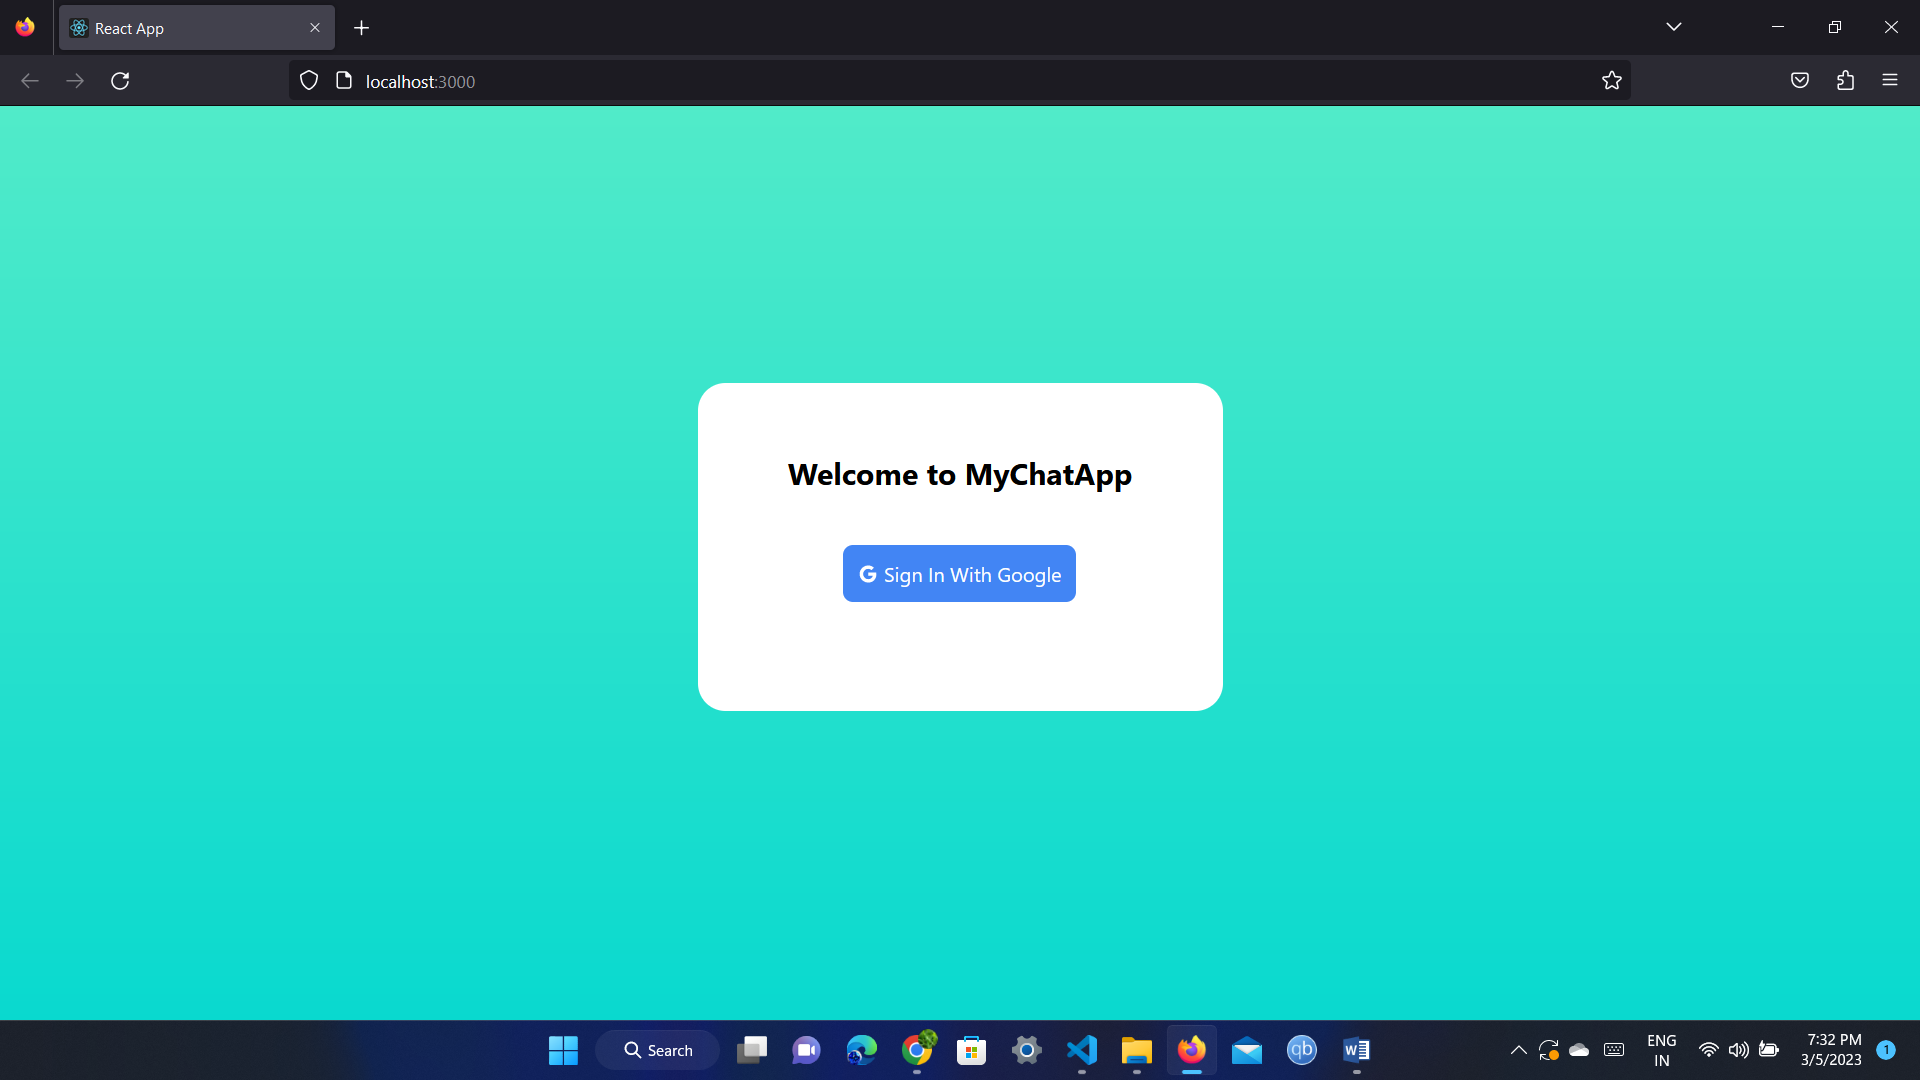 React App
localhost:3000
Welcome to MyChatApp
G Sign In With Google
Search
qb
W
ENG
IN
7:32 PM
3/5/2023
1